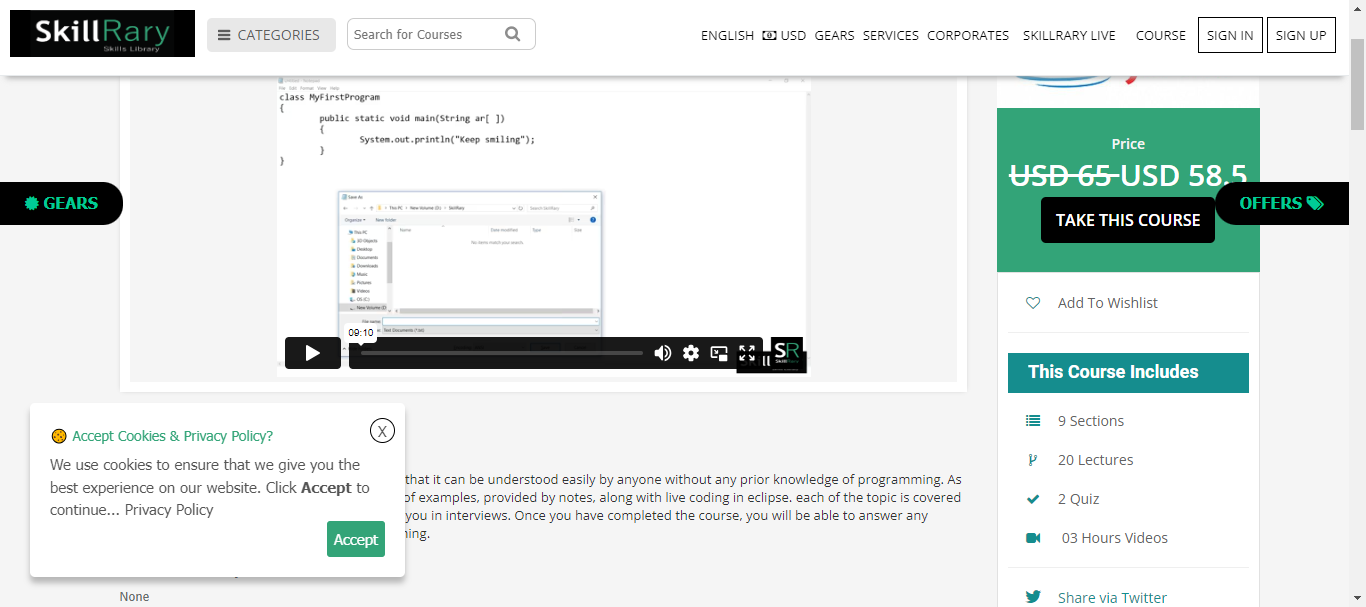 SkillRary
Skills Library
CATEGORIES
Search for Courses
ENGLISH USD GEARS SERVICES CORPORATES SKILLRARY LIVE COURSE SIGN IN SIGN UP
class MyFirstProgram
{
public static void main(String ar[ ])
{
System.out.println("Keep smiling");
}
}
Save As
This PC > New Volume (D:) > SkillRary
Search SkillRary
Organize New folder
Name Date modified Type Size
No items match your search.
This PC
3D Objects
Desktop
Documents
Downloads
Music
Pictures
Videos
OS (C:)
New Volume (D
File name:
Text Documents (*.txt)
09:10
SR
GEARS
Price
USD 65 USD 58.5
TAKE THIS COURSE
OFFERS
Add To Wishlist
This Course Includes
9 Sections
20 Lectures
2 Quiz
03 Hours Videos
Share via Twitter
Accept Cookies & Privacy Policy?
X
We use cookies to ensure that we give you the
best experience on our website. Click Accept to
continue... Privacy Policy
Accept
that it can be understood easily by anyone without any prior knowledge of programming. As
of examples, provided by notes, along with live coding in eclipse. each of the topic is covered
you in interviews. Once you have completed the course, you will be able to answer any
None